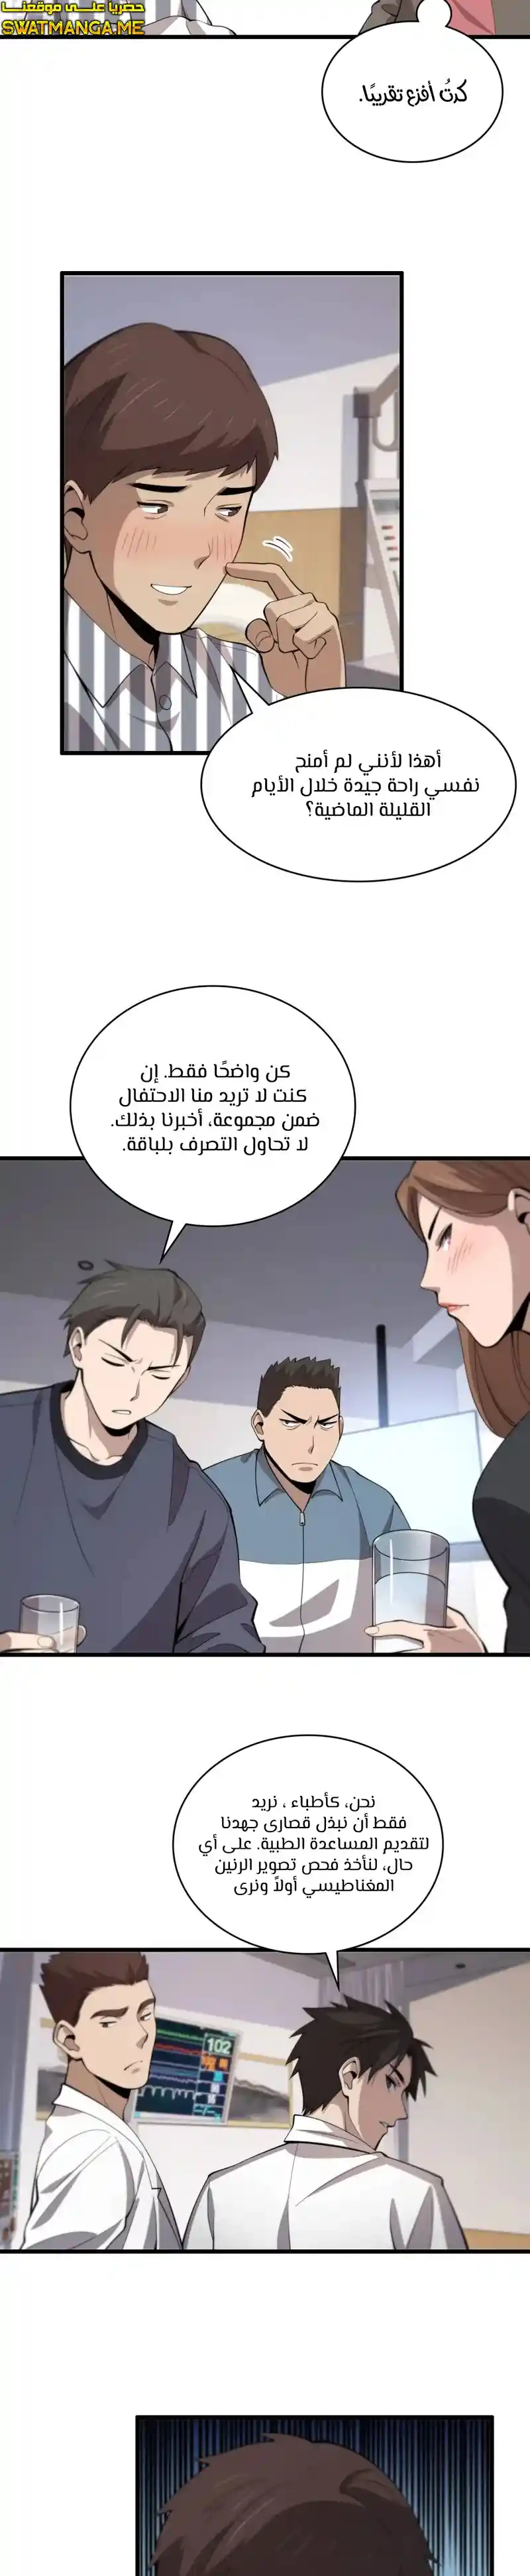 حصريا على موقعنا
SWATMANGA.ME
كدتُ أفزع تقريبًا.
أهذا لأنني لم أمنح
نفسي راحة جيدة خلال الأيام
القليلة الماضية؟
كن واضحًا فقط. إن
كنت لا تريد منا الاحتفال
ضمن مجموعة، أخبرنا بذلك.
لا تحاول التصرف بلباقة.
نحن، كأطباء ، نريد
فقط أن نبذل قصارى جهدنا
لتقديم المساعدة الطبية. على أي
حال، لنأخذ فحص تصوير الرنين
المغناطيسي أولاً ونرى
102